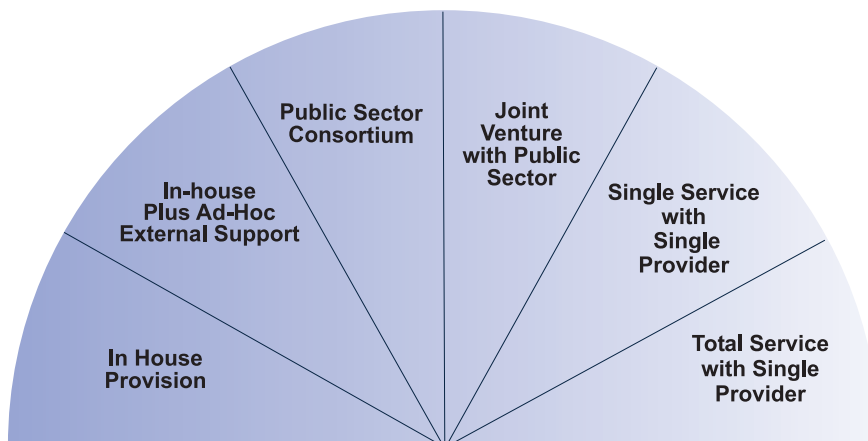 In House
Provision
In-house
Plus Ad-Hoc
External Support
Public Sector
Consortium
Joint
Venture
with Public
Sector
Single Service
with
Single
Provider
Total Service
with Single
Provider